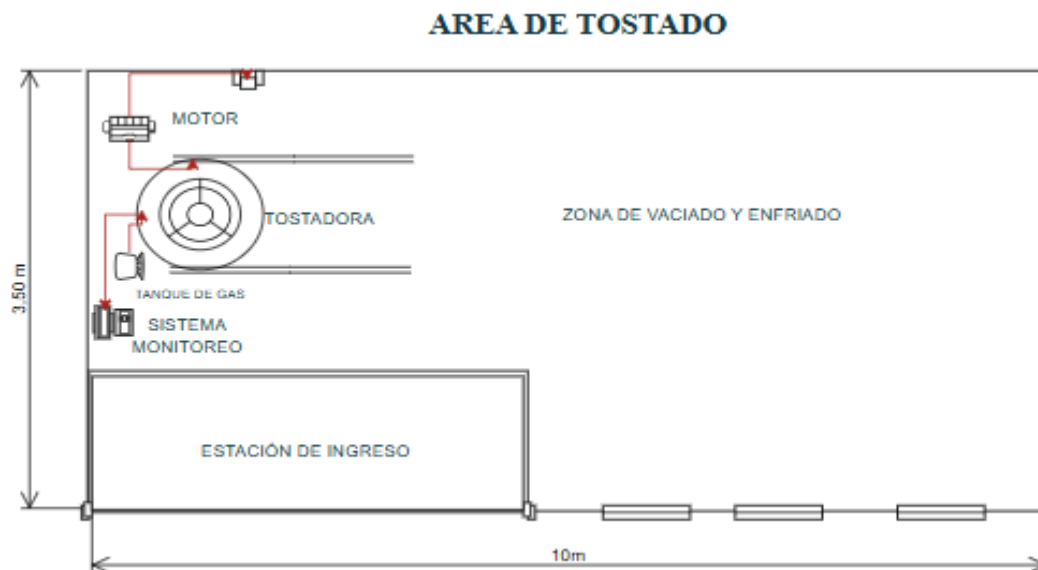 AREA DE TOSTADO
MOTOR
TOSTADORA
ZONA DE VACIADO Y ENFRIADO
3,50 m
TANQUE DE GAS
SISTEMA
MONITOREO
ESTACIÓN DE INGRESO
10m